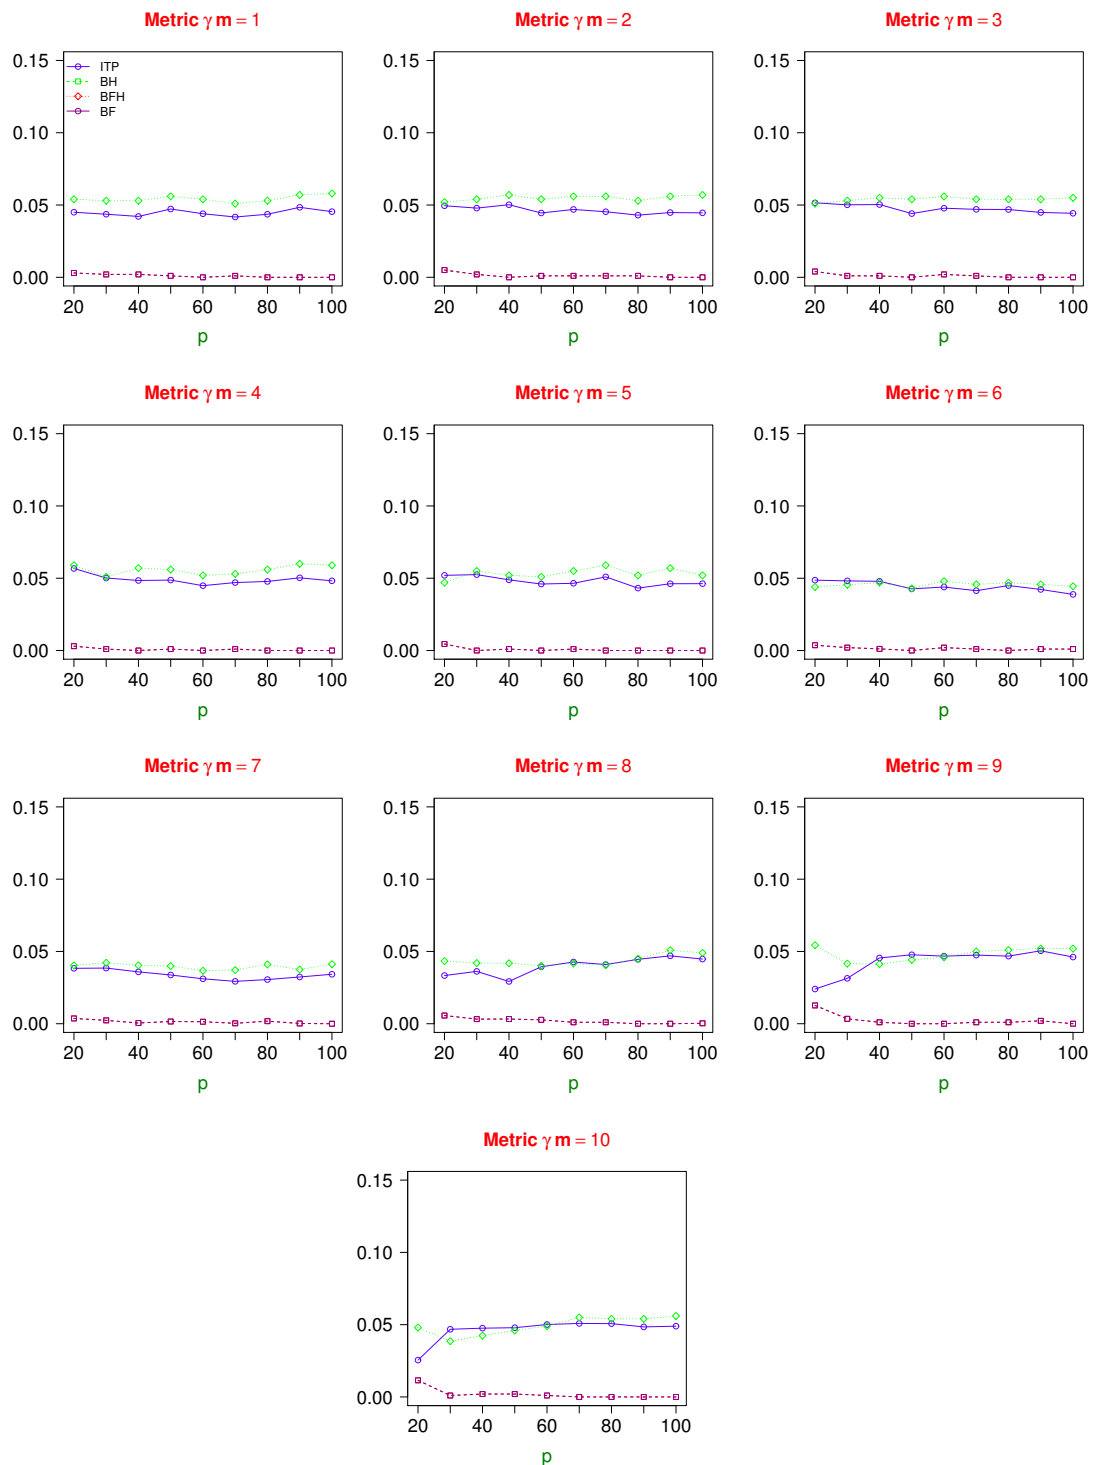 Metric γ m = 1
0.15
0.10
0.05
0.00
ITP
BH
BFH
BF
20 40 60 80 100
p
Metric γ m = 2
0.15
0.10
0.05
0.00
20 40 60 80 100
p
Metric γ m = 3
0.15
0.10
0.05
0.00
20 40 60 80 100
p
Metric γ m = 4
0.15
0.10
0.05
0.00
20 40 60 80 100
p
Metric γ m = 5
0.15
0.10
0.05
0.00
20 40 60 80 100
p
Metric γ m = 6
0.15
0.10
0.05
0.00
20 40 60 80 100
p
Metric γ m = 7
0.15
0.10
0.05
0.00
20 40 60 80 100
p
Metric γ m = 8
0.15
0.10
0.05
0.00
20 40 60 80 100
p
Metric γ m = 9
0.15
0.10
0.05
0.00
20 40 60 80 100
p
Metric γ m = 10
0.15
0.10
0.05
0.00
20 40 60 80 100
p